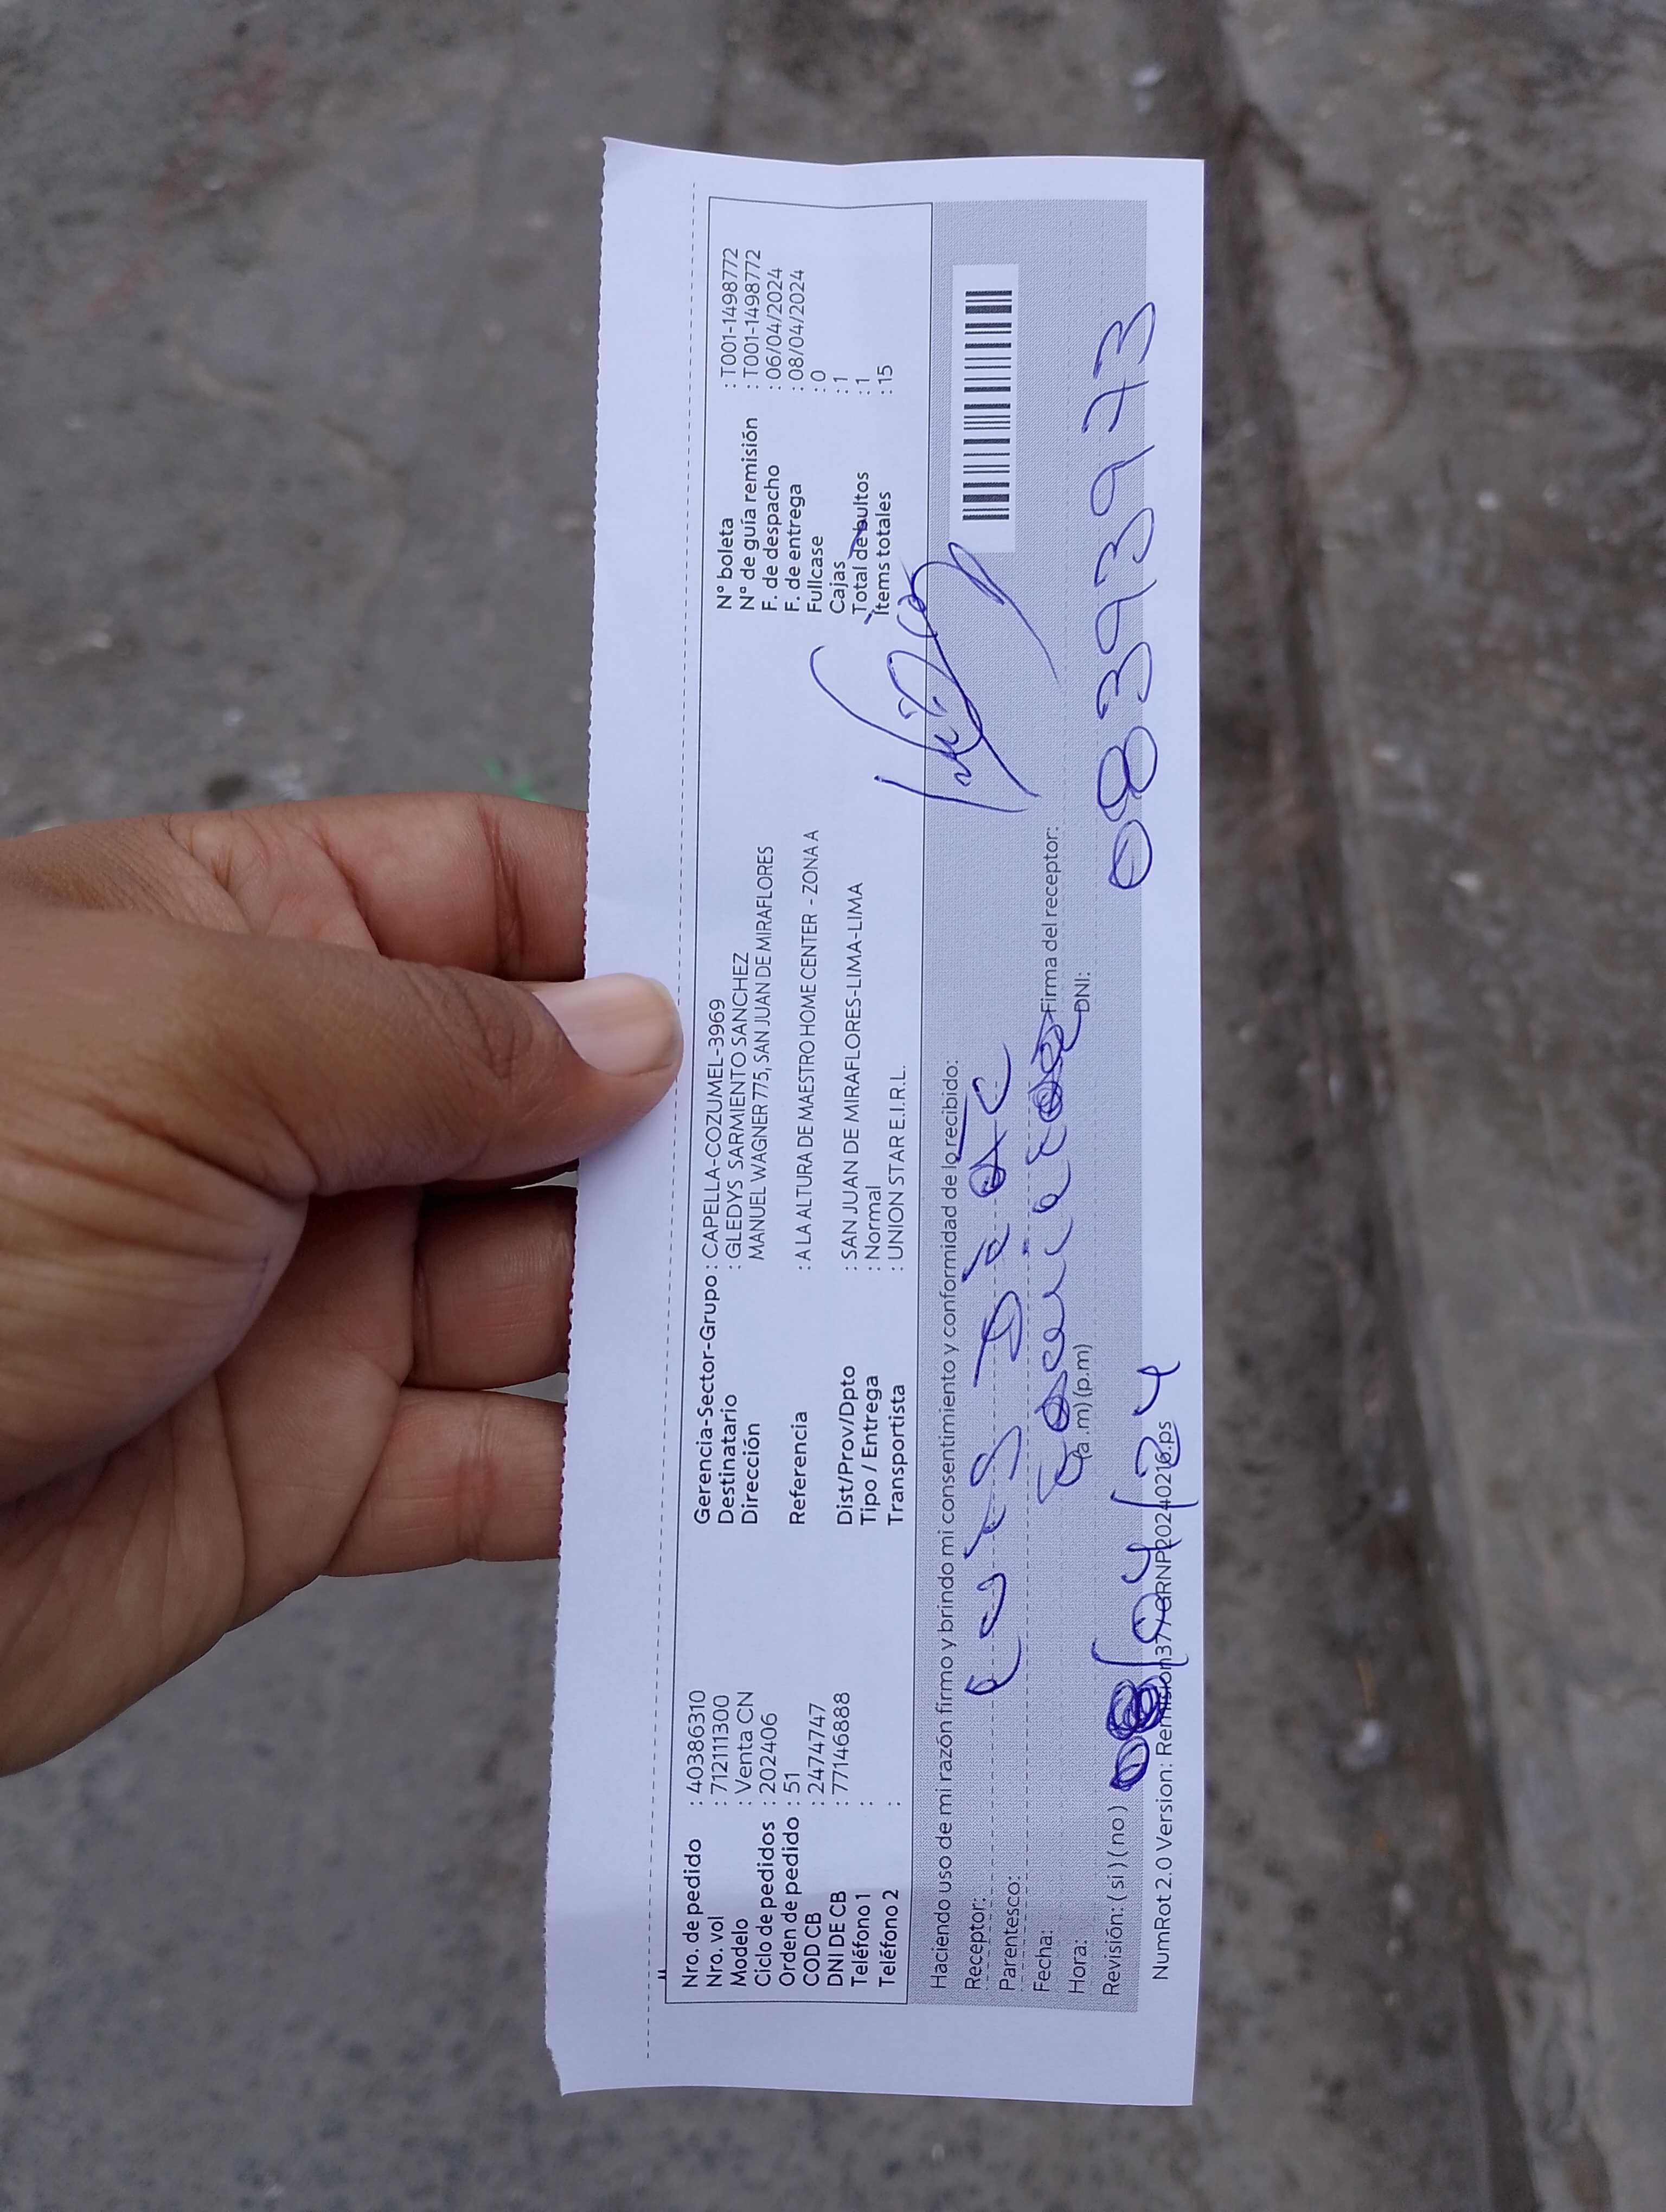 Nro. de pedido : 40386310
Nro. vol : 712111300
Modelo : Venta CN
Ciclo de pedidos : 202406
Orden de pedido : 51
COD CB : 2474747
DNI DE CB : 77146888
Teléfono 1 :
Teléfono 2 :
Gerencia-Sector-Grupo : CAPELLA-COZUMEL-3969
Destinatario : GLEDYS SARMIENTO SANCHEZ
Dirección MANUEL WAGNER 775, SAN JUAN DE MIRAFLORES
Referencia : A LA ALTURA DE MAESTRO HOME CENTER - ZONA A
Dist/Prov/Dpto : SAN JUAN DE MIRAFLORES-LIMA-LIMA
Tipo / Entrega : Normal
Transportista : UNION STAR E.I.R.L.
N° boleta : T001-1498772
N° de guía remisión : T001-1498772
F. de despacho : 06/04/2024
F. de entrega : 08/04/2024
Fullcase : 0
Cajas : 1
Total de bultos : 1
Ítems totales : 15
Haciendo uso de mi razón firmo y brindo mi consentimiento y conformidad de lo recibido:
Receptor:
Parentesco:
Fecha:
Firma del receptor:
Hora: (a.m) (p.m)
DNI: 08393973
Revisión: ( si ) ( no ) 08/04/24
NumRot 2.0 Version: